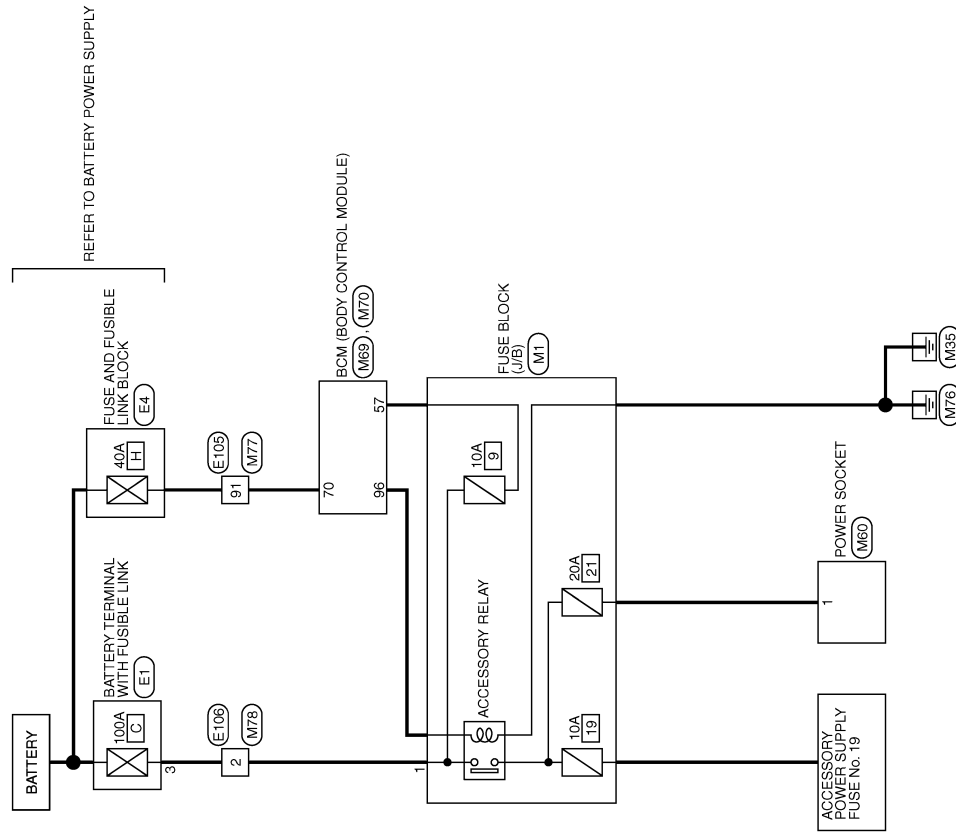 REFER TO BATTERY POWER SUPPLY
BATTERY
BATTERY TERMINAL
WITH FUSIBLE LINK
E1
100A
C
3
FUSE AND FUSIBLE
LINK BLOCK
E4
40A
H
E106
2
M78
E105
91
M77
BCM (BODY CONTROL MODULE)
M69 , M70
70
96
57
1
FUSE BLOCK
(J/B)
M1
ACCESSORY RELAY
10A
9
10A
19
20A
21
ACCESSORY
POWER SUPPLY
FUSE No. 19
POWER SOCKET
M60
1
M76
M35